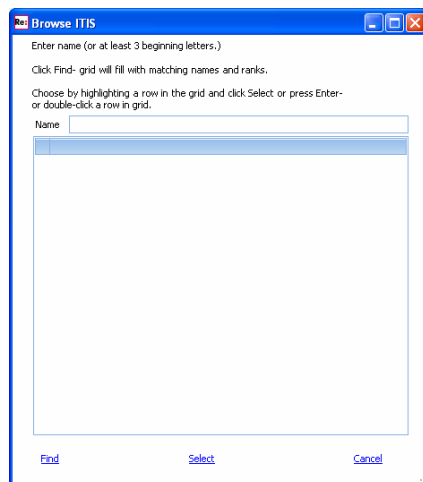 Re: Browse ITIS
Enter name (or at least 3 beginning letters.)
Click Find- grid will fill with matching names and ranks.
Choose by highlighting a row in the grid and click Select or press Enter-
or double-click a row in grid.
Name
Find Select Cancel